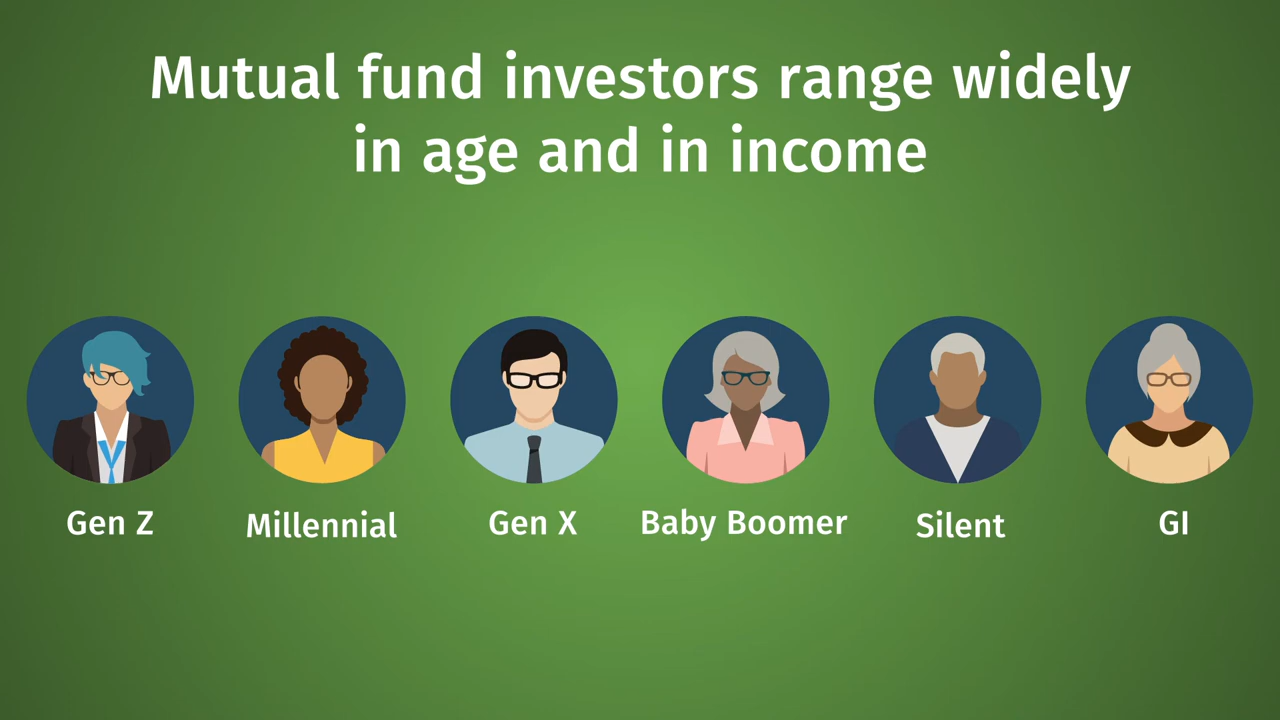 Mutual fund investors range widely
in age and in income
Gen Z
Millennial
Gen X
Baby Boomer
Silent
GI